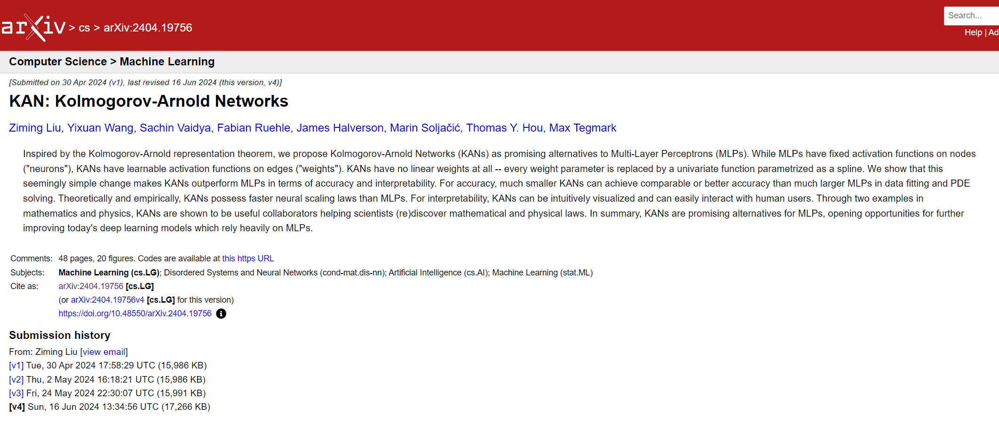 arXiv > cs > arXiv:2404.19756
Search...
Help | Ad
Computer Science > Machine Learning
[Submitted on 30 Apr 2024 (v1), last revised 16 Jun 2024 (this version, v4)]
KAN: Kolmogorov-Arnold Networks
Ziming Liu, Yixuan Wang, Sachin Vaidya, Fabian Ruehle, James Halverson, Marin Soljačić, Thomas Y. Hou, Max Tegmark
Inspired by the Kolmogorov-Arnold representation theorem, we propose Kolmogorov-Arnold Networks (KANs) as promising alternatives to Multi-Layer Perceptrons (MLPs). While MLPs have fixed activation functions on nodes
("neurons"), KANs have learnable activation functions on edges ("weights"). KANs have no linear weights at all -- every weight parameter is replaced by a univariate function parametrized as a spline. We show that this
seemingly simple change makes KANs outperform MLPs in terms of accuracy and interpretability. For accuracy, much smaller KANs can achieve comparable or better accuracy than much larger MLPs in data fitting and PDE
solving. Theoretically and empirically, KANs possess faster neural scaling laws than MLPs. For interpretability, KANs can be intuitively visualized and can easily interact with human users. Through two examples in
mathematics and physics, KANs are shown to be useful collaborators helping scientists (re)discover mathematical and physical laws. In summary, KANs are promising alternatives for MLPs, opening opportunities for further
improving today's deep learning models which rely heavily on MLPs.
Comments: 48 pages, 20 figures. Codes are available at this https URL
Subjects: Machine Learning (cs.LG); Disordered Systems and Neural Networks (cond-mat.dis-nn); Artificial Intelligence (cs.AI); Machine Learning (stat.ML)
Cite as: arXiv:2404.19756 [cs.LG]
(or arXiv:2404.19756v4 [cs.LG] for this version)
https://doi.org/10.48550/arXiv.2404.19756
Submission history
From: Ziming Liu [view email]
[v1] Tue, 30 Apr 2024 17:58:29 UTC (15,986 KB)
[v2] Thu, 2 May 2024 16:18:21 UTC (15,986 KB)
[v3] Fri, 24 May 2024 22:30:07 UTC (15,991 KB)
[v4] Sun, 16 Jun 2024 13:34:56 UTC (17,266 KB)